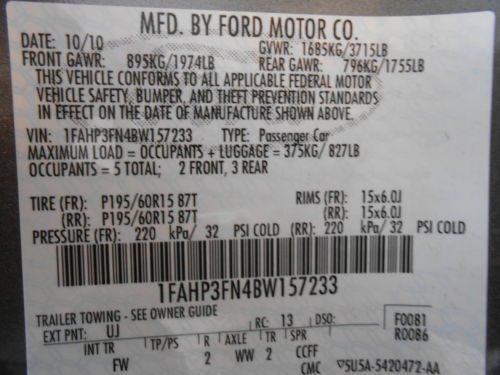 MFD. BY FORD MOTOR CO.
DATE: 10/10 GVWR: 1685KG/3715LB
FRONT GAWR: 895KG/1974LB REAR GAWR: 796KG/1755LB
THIS VEHICLE CONFORMS TO ALL APPLICABLE FEDERAL MOTOR
VEHICLE SAFETY, BUMPER, AND THEFT PREVENTION STANDARDS
IN EFFECT ON THE DATE OF MANUFACTURE SHOWN ABOVE.
VIN: 1FAHP3FN4BW157233 TYPE: Passenger Car
MAXIMUM LOAD = OCCUPANTS + LUGGAGE = 375KG/ 827LB
OCCUPANTS = 5 TOTAL; 2 FRONT, 3 REAR
TIRE (FR): P195/60R15 87T RIMS (FR): 15x6.0J
(RR): P195/60R15 87T (RR): 15x6.0J
PRESSURE (FR): 220 kPa/ 32 PSI COLD (RR): 220 kPa/ 32 PSI COLD
1FAHP3FN4BW157233
TRAILER TOWING - SEE OWNER GUIDE
EXT PNT: UJ RC: 13 DSO: F0081
R0086
INT TR TP/PS R AXLE TR SPR
FW 2 WW 2 CCFF
CMC 5U5A-5420472-AA